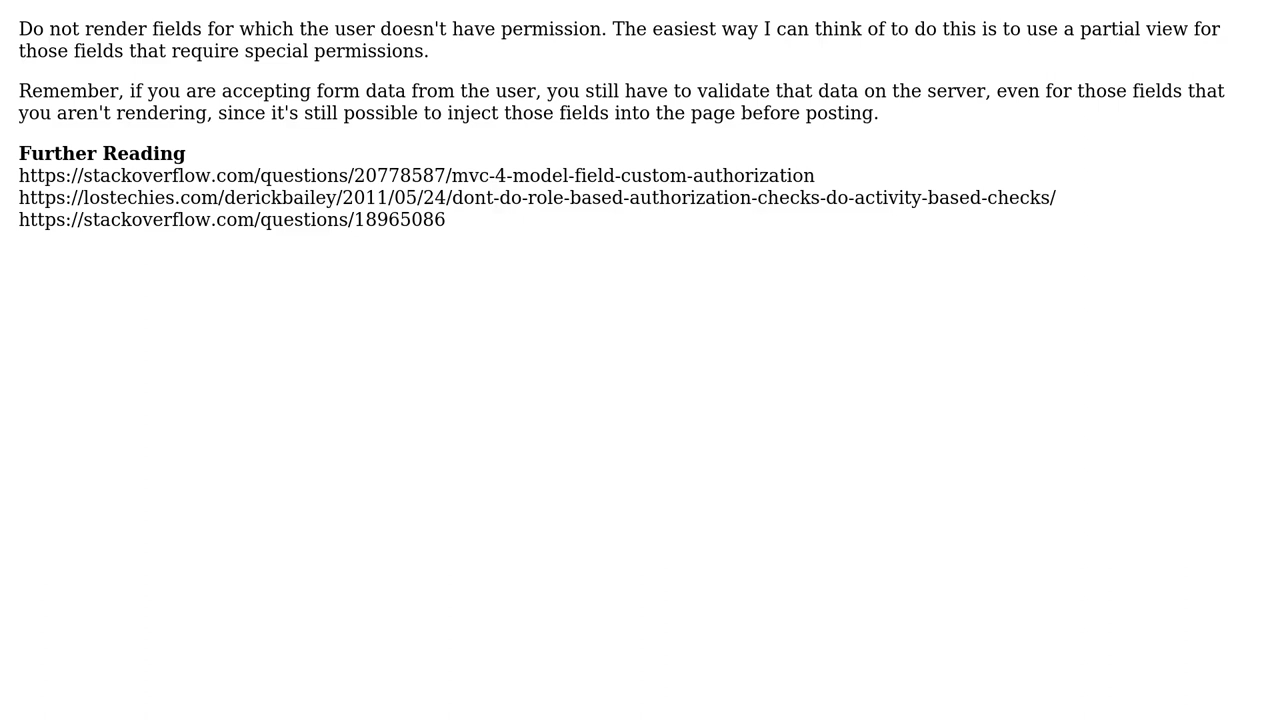 Do not render fields for which the user doesn't have permission. The easiest way I can think of to do this is to use a partial view for
those fields that require special permissions.
Remember, if you are accepting form data from the user, you still have to validate that data on the server, even for those fields that
you aren't rendering, since it's still possible to inject those fields into the page before posting.
Further Reading
https://stackoverflow.com/questions/20778587/mvc-4-model-field-custom-authorization
https://lostechies.com/derickbailey/2011/05/24/dont-do-role-based-authorization-checks-do-activity-based-checks/
https://stackoverflow.com/questions/18965086